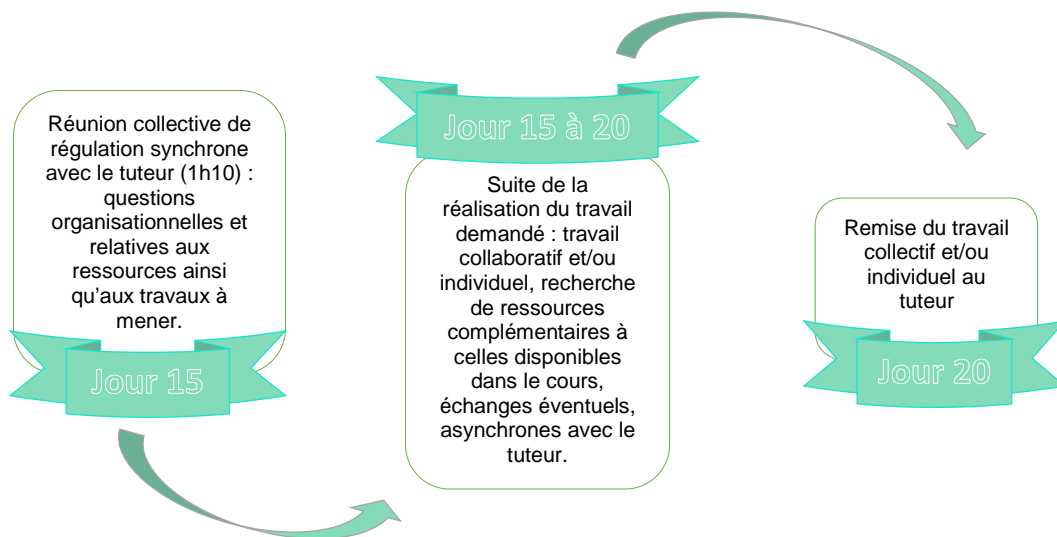 Réunion collective de
régulation synchrone
avec le tuteur (1h10) :
questions
organisationnelles et
relatives aux
ressources ainsi
qu’aux travaux à
mener.
Jour 15
Jour 15 à 20
Suite de la
réalisation du travail
demandé : travail
collaboratif et/ou
individuel, recherche
de ressources
complémentaires à
celles disponibles
dans le cours,
échanges éventuels,
asynchrones avec le
tuteur.
Remise du travail
collectif et/ou
individuel au
tuteur
Jour 20